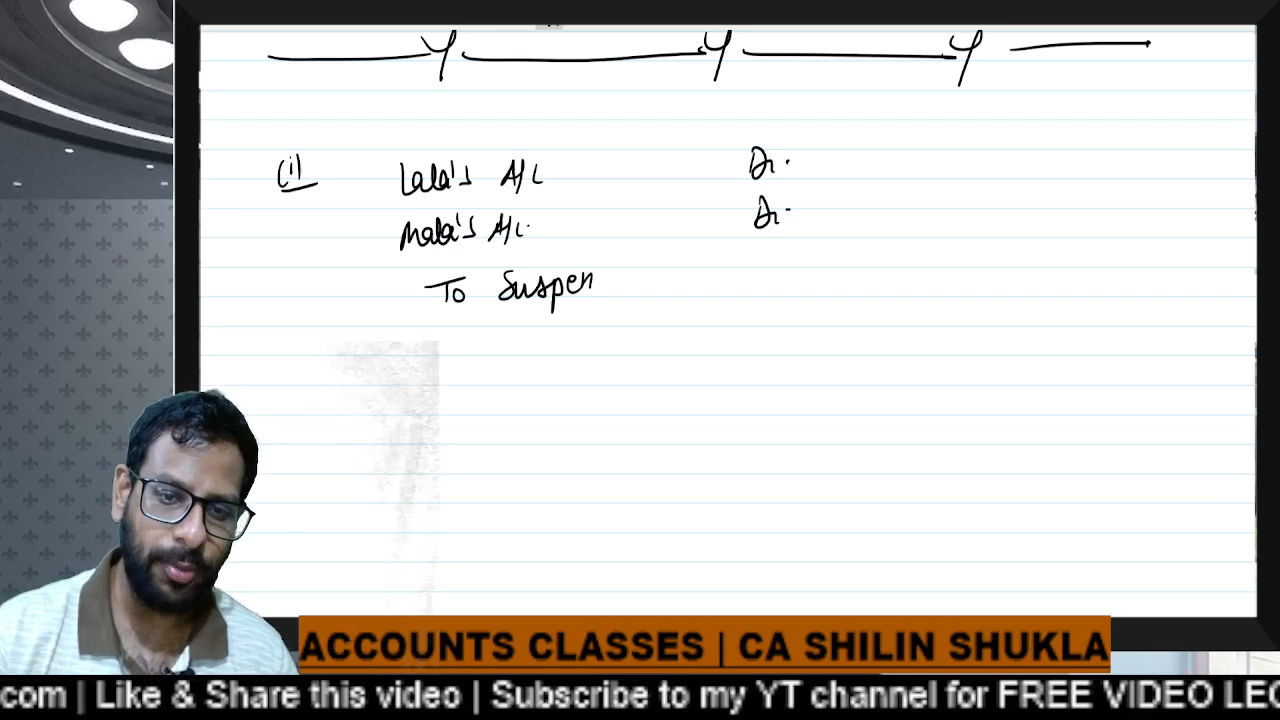 (i) Lala's A/c Dr.
Mala's A/c. Dr.
To Suspen
ACCOUNTS CLASSES | CA SHILIN SHUKLA
.com | Like & Share this video | Subscribe to my YT channel for FREE VIDEO LEC